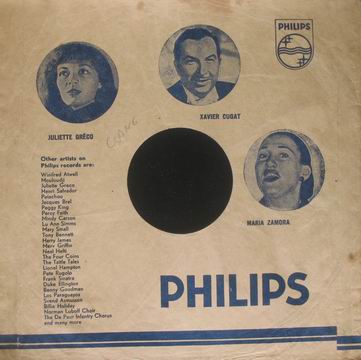 PHILIPS
JULIETTE GRÉCO
CLANG
XAVIER CUGAT
MARIA ZAMORA
Other artists on
Philips records are:
Winifred Atwell
Mouloudji
Juliette Greco
Henri Salvador
Patachou
Jacques Brel
Peggy King
Percy Faith
Mindy Carson
Lu Ann Simms
Mary Small
Tony Bennett
Harry James
Merv Griffin
Neal Hefti
The Four Coins
The Tattle Tales
Lionel Hampton
Pete Rugolo
Frank Sinatra
Duke Ellington
Benny Goodman
Los Paraguayos
Svend Asmussen
Billie Holiday
Norman Luboff Choir
The De Paur Infantry Chorus
and many more
PHILIPS